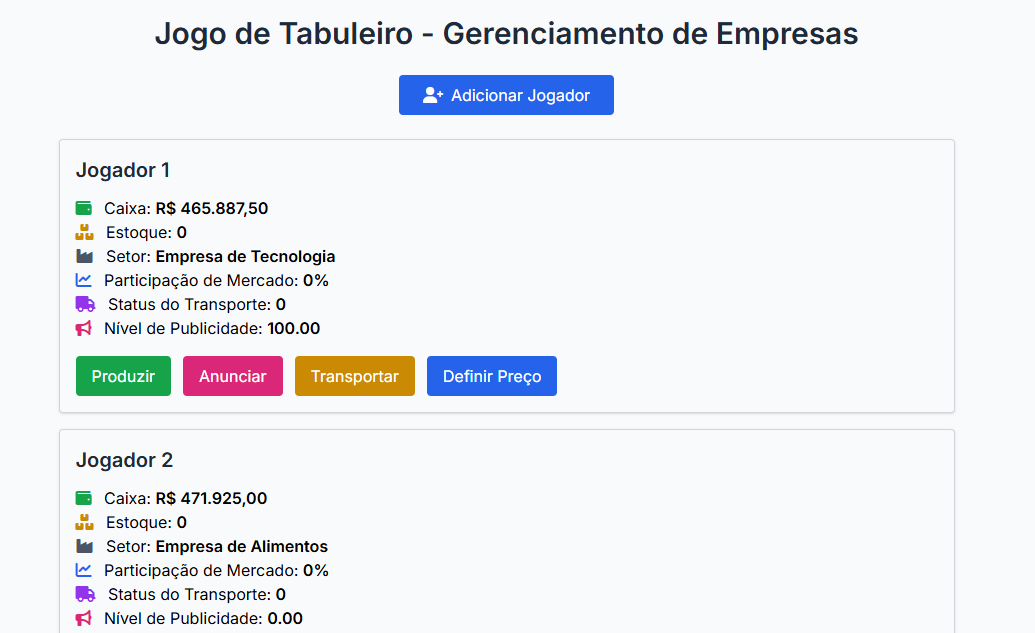 Jogo de Tabuleiro - Gerenciamento de Empresas
Adicionar Jogador
Jogador 1
Caixa: R$ 465.887,50
Estoque: 0
Setor: Empresa de Tecnologia
Participação de Mercado: 0%
Status do Transporte: 0
Nível de Publicidade: 100.00
Produzir Anunciar Transportar Definir Preço
Jogador 2
Caixa: R$ 471.925,00
Estoque: 0
Setor: Empresa de Alimentos
Participação de Mercado: 0%
Status do Transporte: 0
Nível de Publicidade: 0.00